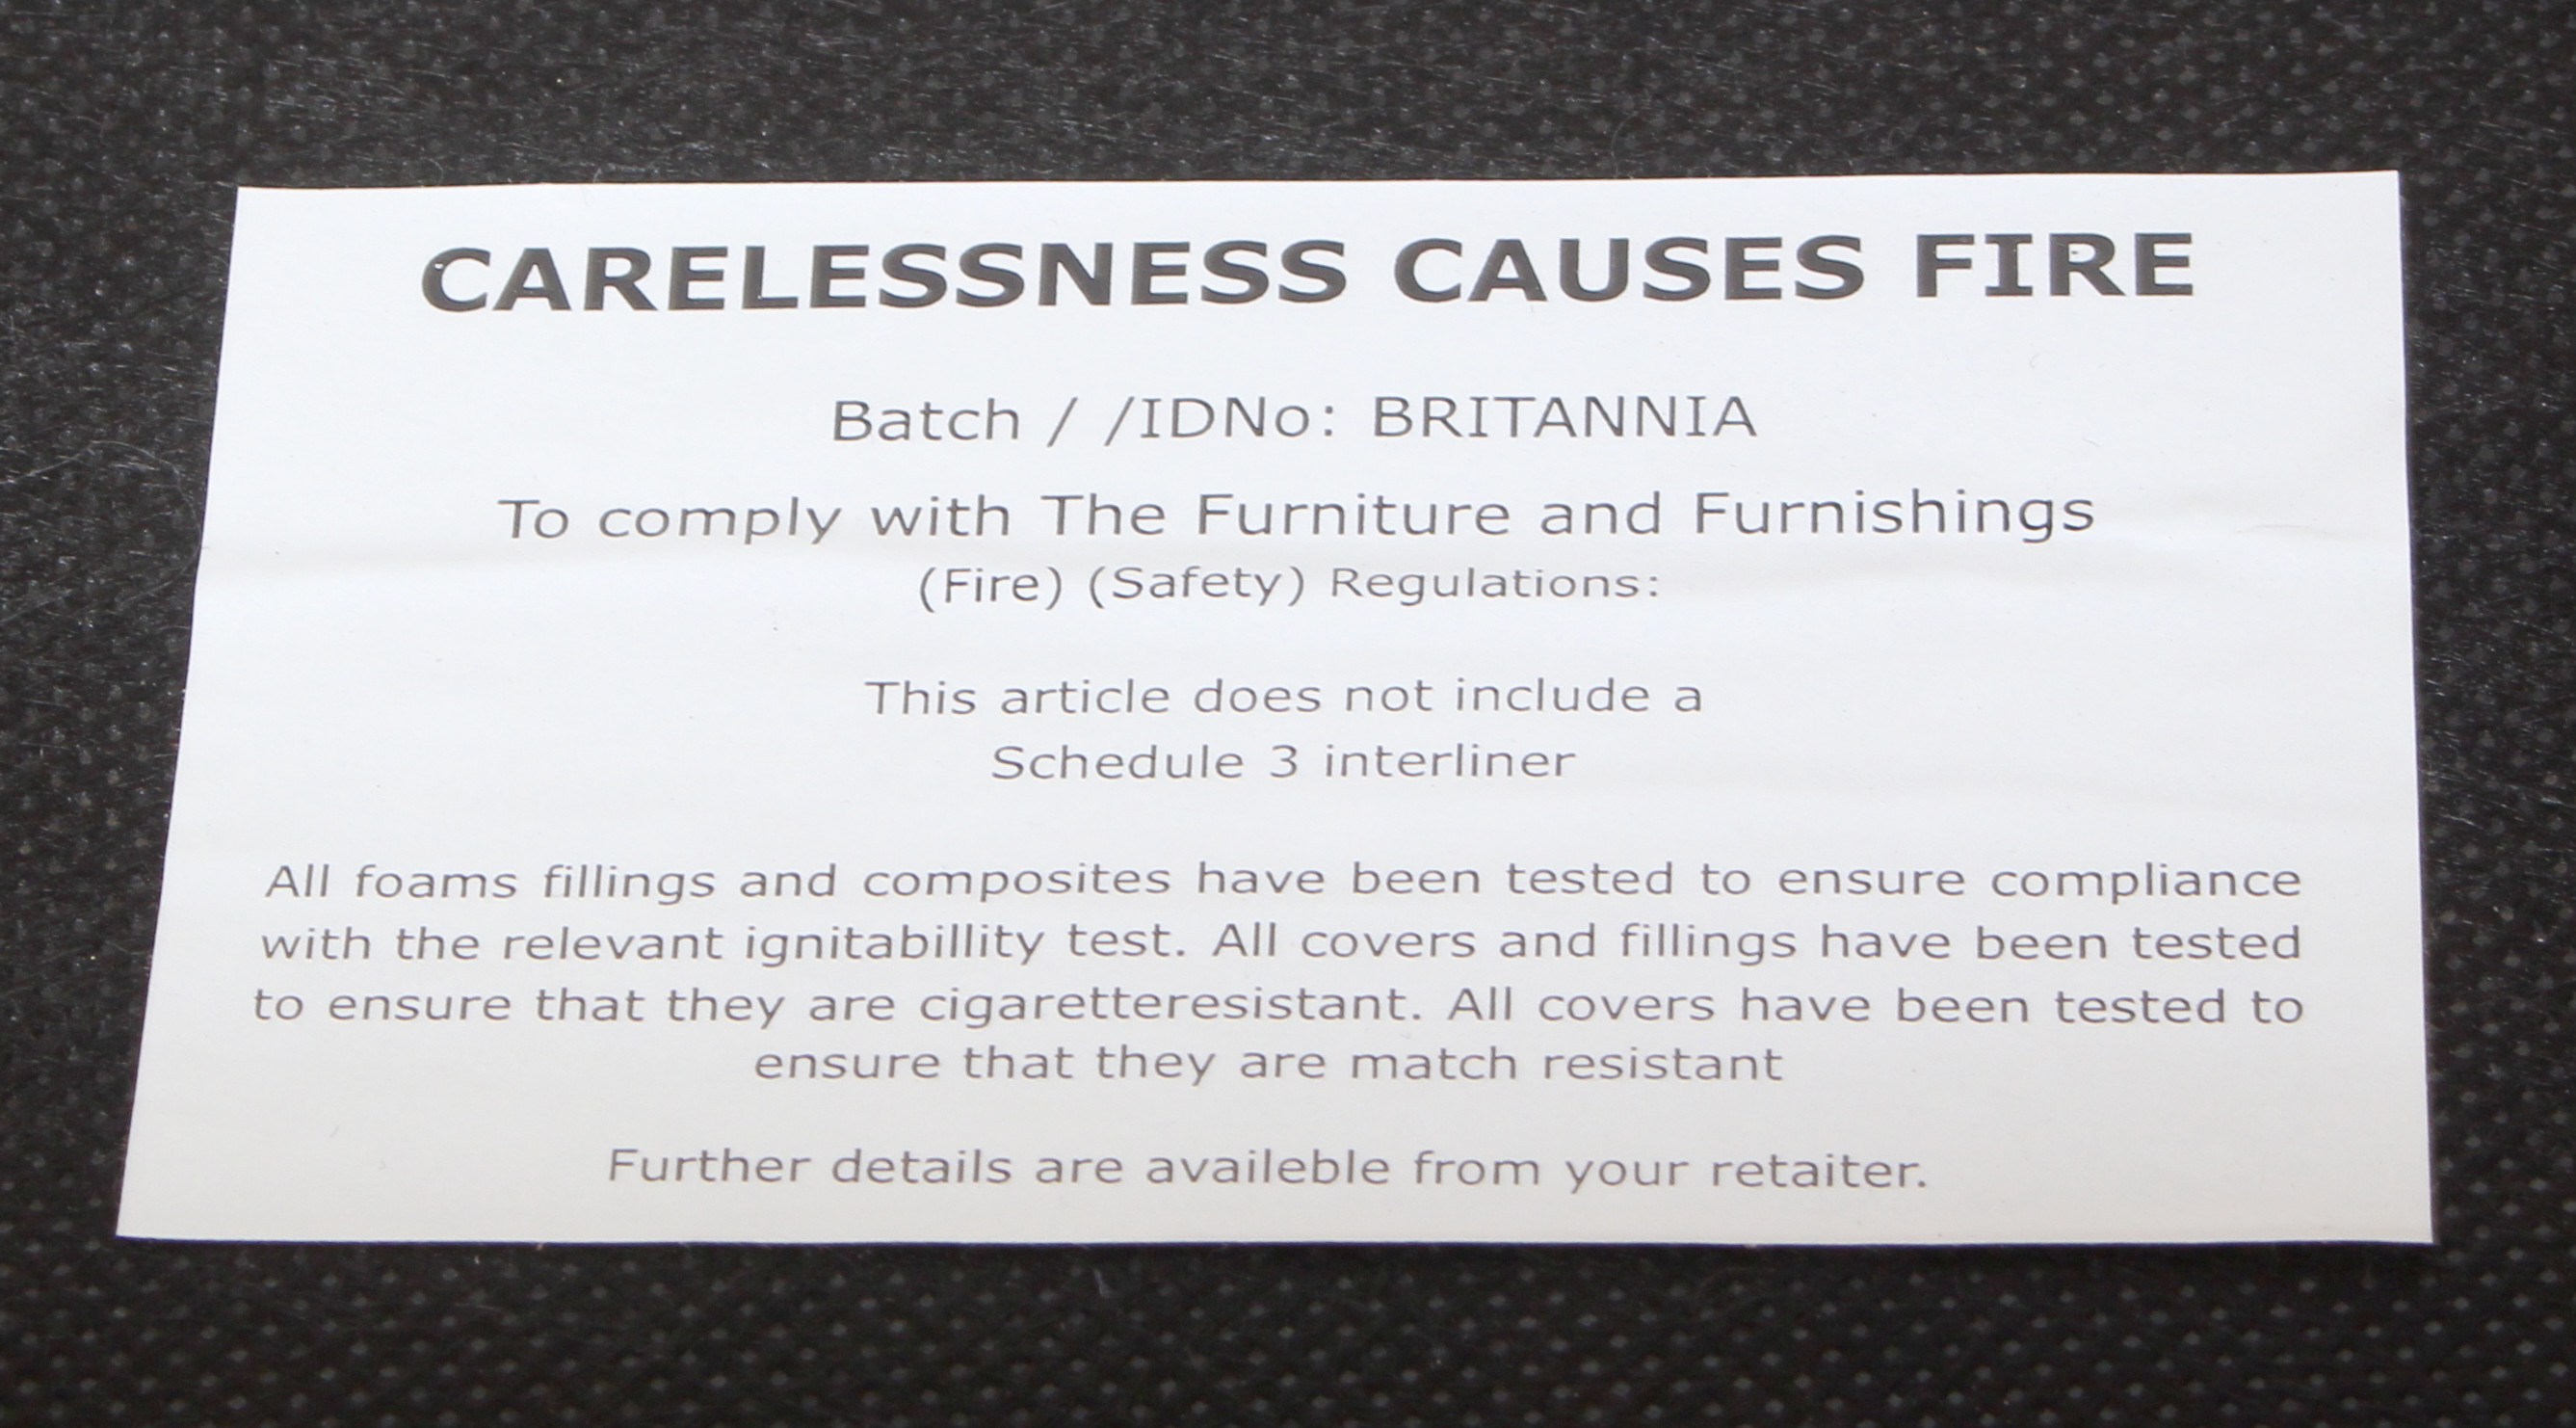 CARELESSNESS CAUSES FIRE
Batch / /IDNo: BRITANNIA
To comply with The Furniture and Furnishings
(Fire) (Safety) Regulations:
This article does not include a
Schedule 3 interliner
All foams fillings and composites have been tested to ensure compliance
with the relevant ignitabillity test. All covers and fillings have been tested
to ensure that they are cigaretteresistant. All covers have been tested to
ensure that they are match resistant
Further details are availeble from your retaiter.